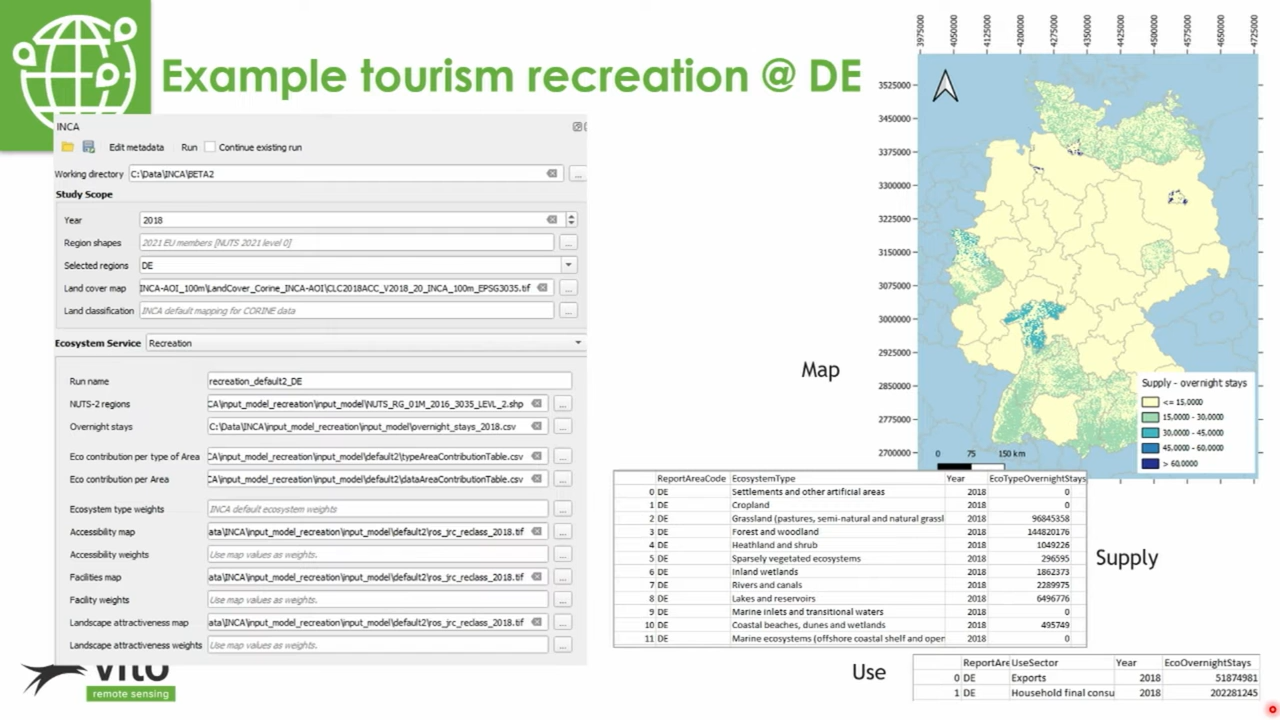 Example tourism recreation @ DE
INCA
Edit metadata Run Continue existing run
Working directory C:\Data\INCA\BETA2 ...
Study Scope
Year 2018
Region shapes 2021 EU members [NUTS 2021 level 0] ...
Selected regions DE
Land cover map INCA-AOI_100m\LandCover_Corine_INCA-AOI\CLC2018ACC_V2018_20_INCA_100m_EPSG3035.tif ...
Land classification INCA default mapping for CORINE data ...
Ecosystem Service Recreation
Run name recreation_default2_DE
NUTS-2 regions CA\input_model_recreation\input_model\NUTS_RG_01M_2016_3035_LEVL_2.shp ...
Overnight stays C:\Data\INCA\input_model_recreation\input_model\overnight_stays_2018.csv ...
Eco contribution per type of Area CA\input_model_recreation\input_model\default2\typeAreaContributionTable.csv ...
Eco contribution per Area CA\input_model_recreation\input_model\default2\dataAreaContributionTable.csv ...
Ecosystem type weights INCA default ecosystem weights ...
Accessibility map ata\INCA\input_model_recreation\input_model\default2\ros_jrc_reclass_2018.tif ...
Accessibility weights Use map values as weights. ...
Facilities map ata\INCA\input_model_recreation\input_model\default2\ros_jrc_reclass_2018.tif ...
Facility weights Use map values as weights. ...
Landscape attractiveness map ata\INCA\input_model_recreation\input_model\default2\ros_jrc_reclass_2018.tif ...
Landscape attractiveness weights Use map values as weights. ...
vito
remote sensing
3975000 4050000 4125000 4200000 4275000 4350000 4425000 4500000 4575000 4650000 4725000
3525000
3450000
3375000
3300000
3225000
3150000
3075000
3000000
2925000
2850000
2775000
2700000
Map
Supply - overnight stays
<= 15,0000
15,0000 - 30,0000
30,0000 - 45,0000
45,0000 - 60,0000
> 60,0000
0 75 150 km
ReportAreaCode EcosystemType Year EcoTypeOvernightStays
0 DE Settlements and other artificial areas 2018 0
1 DE Cropland 2018 0
2 DE Grassland (pastures, semi-natural and natural grassl 2018 96845358
3 DE Forest and woodland 2018 144820176
4 DE Heathland and shrub 2018 1049226
5 DE Sparsely vegetated ecosystems 2018 296595
6 DE Inland wetlands 2018 1862373
7 DE Rivers and canals 2018 2289975
8 DE Lakes and reservoirs 2018 6496776
9 DE Marine inlets and transitional waters 2018 0
10 DE Coastal beaches, dunes and wetlands 2018 495749
11 DE Marine ecosystems (offshore coastal shelf and open 2018 0
Supply
Use
ReportAre UseSector Year EcoOvernightStays
0 DE Exports 2018 51874981
1 DE Household final consu 2018 202281245